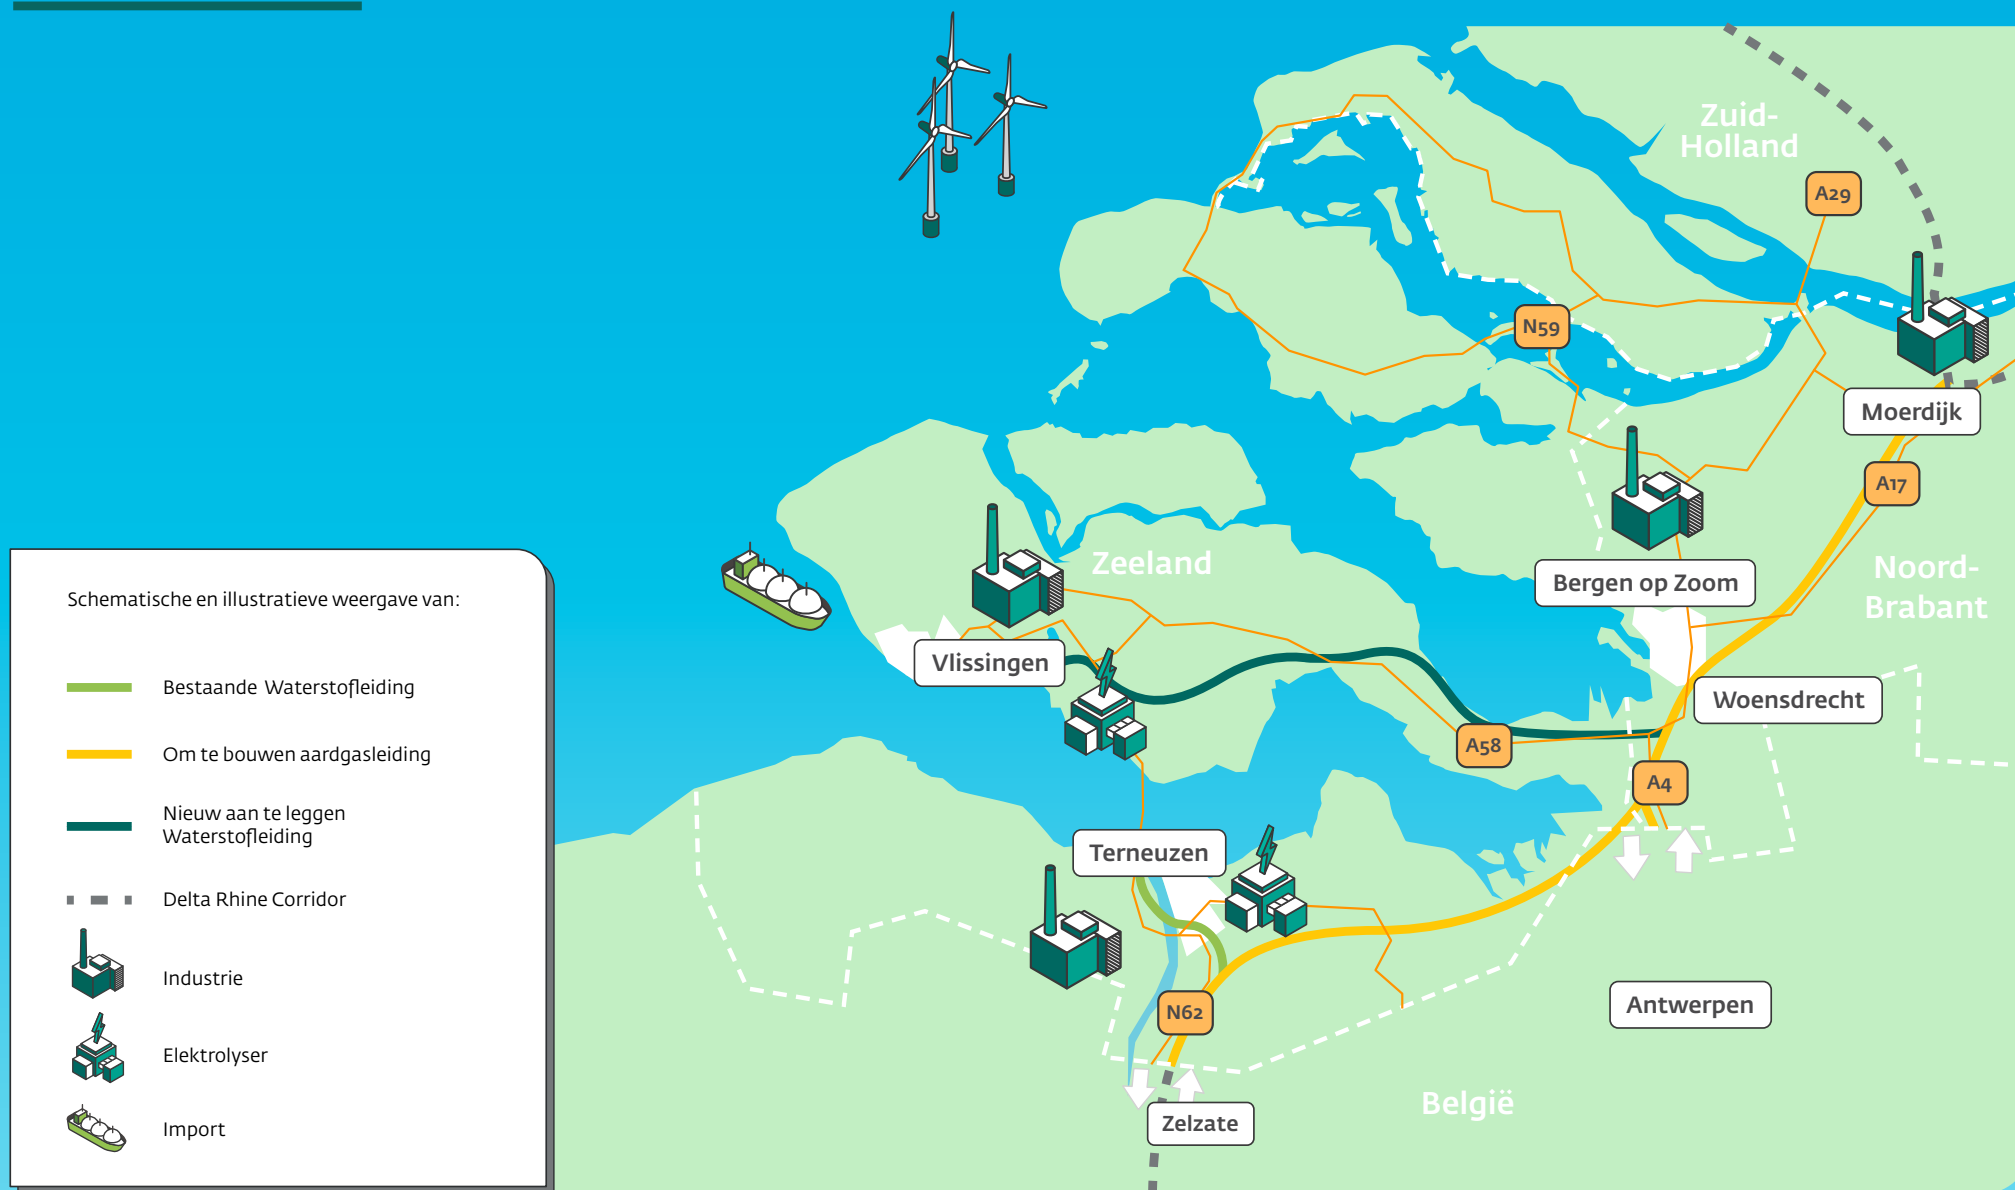 Zuid-
Holland
A29
N59
Moerdijk
A17
Zeeland
Bergen op Zoom
Noord-
Brabant
Vlissingen
Woensdrecht
A58
A4
Terneuzen
Antwerpen
N62
België
Zelzate
Schematische en illustratieve weergave van:
Bestaande Waterstofleiding
Om te bouwen aardgasleiding
Nieuw aan te leggen
Waterstofleiding
Delta Rhine Corridor
Industrie
Elektrolyser
Import